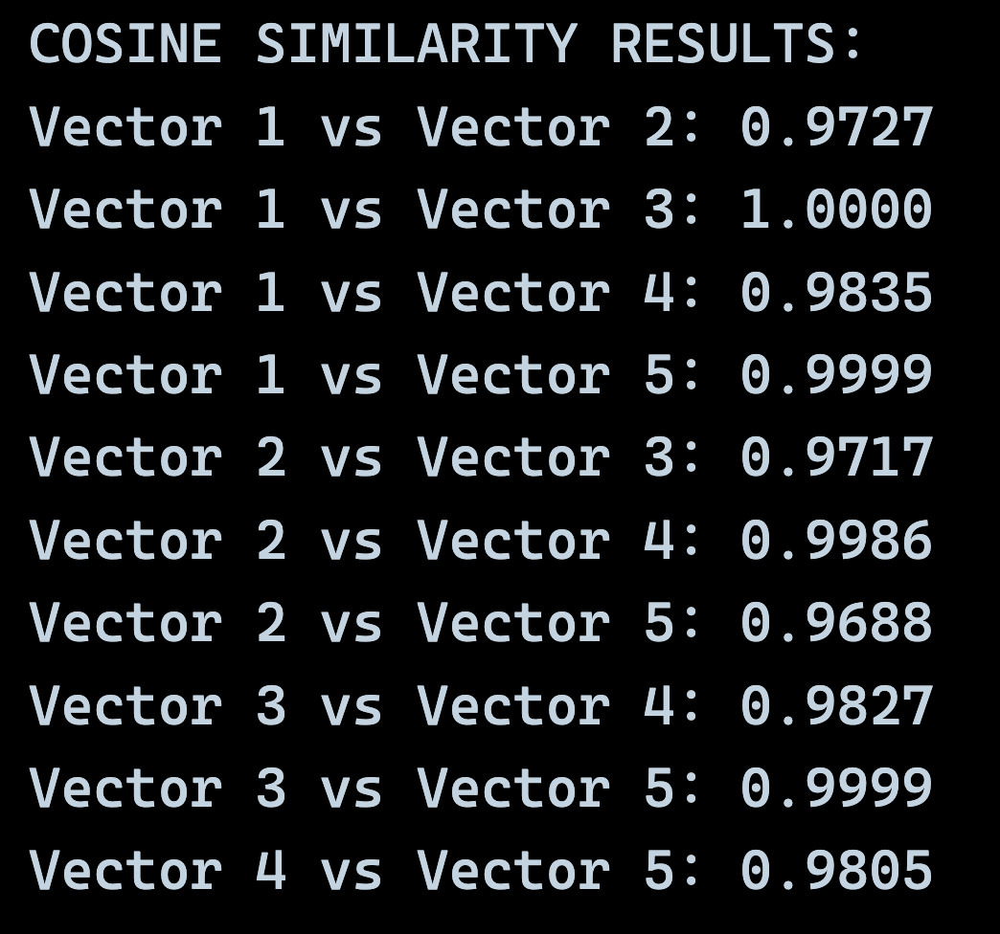 COSINE SIMILARITY RESULTS:
Vector 1 vs Vector 2: 0.9727
Vector 1 vs Vector 3: 1.0000
Vector 1 vs Vector 4: 0.9835
Vector 1 vs Vector 5: 0.9999
Vector 2 vs Vector 3: 0.9717
Vector 2 vs Vector 4: 0.9986
Vector 2 vs Vector 5: 0.9688
Vector 3 vs Vector 4: 0.9827
Vector 3 vs Vector 5: 0.9999
Vector 4 vs Vector 5: 0.9805